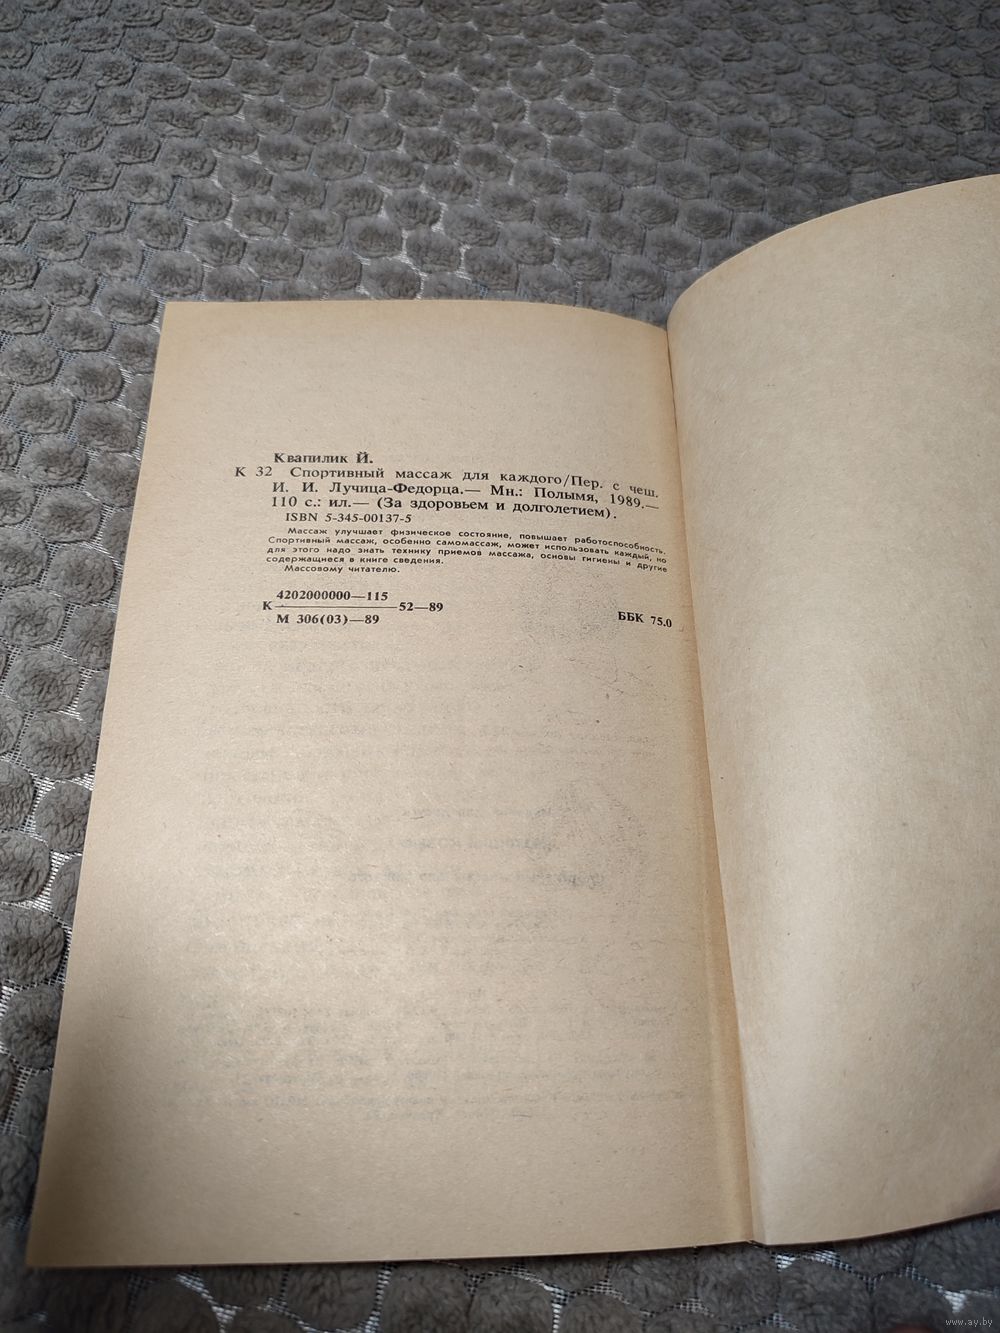 Квапилик Й.
К 32 Спортивный массаж для каждого/Пер. с чеш.
И. И. Лучица-Федорца.— Мн.: Полымя, 1989.—
110 с.: ил.— (За здоровьем и долголетием).
ISBN 5-345-00137-5
Массаж улучшает физическое состояние, повышает работоспособность.
Спортивный массаж, особенно самомассаж, может использовать каждый, но
для этого надо знать технику приемов массажа, основы гигиены и другие
содержащиеся в книге сведения.
Массовому читателю.
4202000000—115
К 52—89
М 306(03)—89
ББК 75.0
www.ay.by